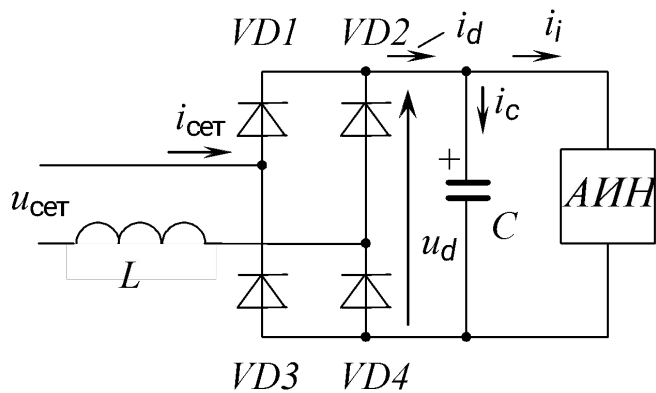 VD1 VD2 i_d i_i
i_сет i_c
+
u_сет АИН
u_d C
L
VD3 VD4